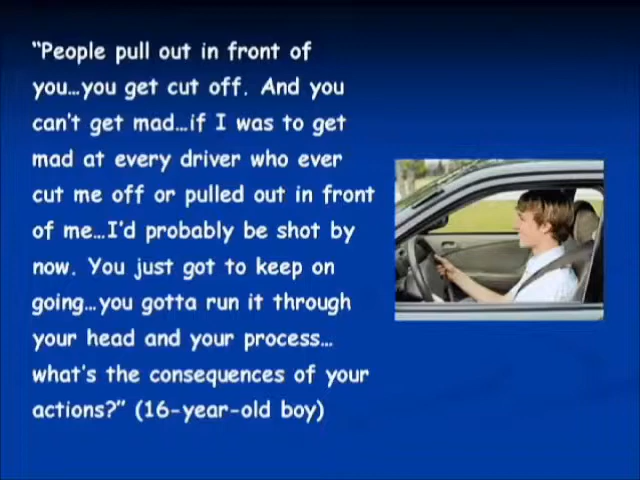 “People pull out in front of
you…you get cut off. And you
can't get mad…if I was to get
mad at every driver who ever
cut me off or pulled out in front
of me…I'd probably be shot by
now. You just got to keep on
going…you gotta run it through
your head and your process…
what's the consequences of your
actions?” (16-year-old boy)